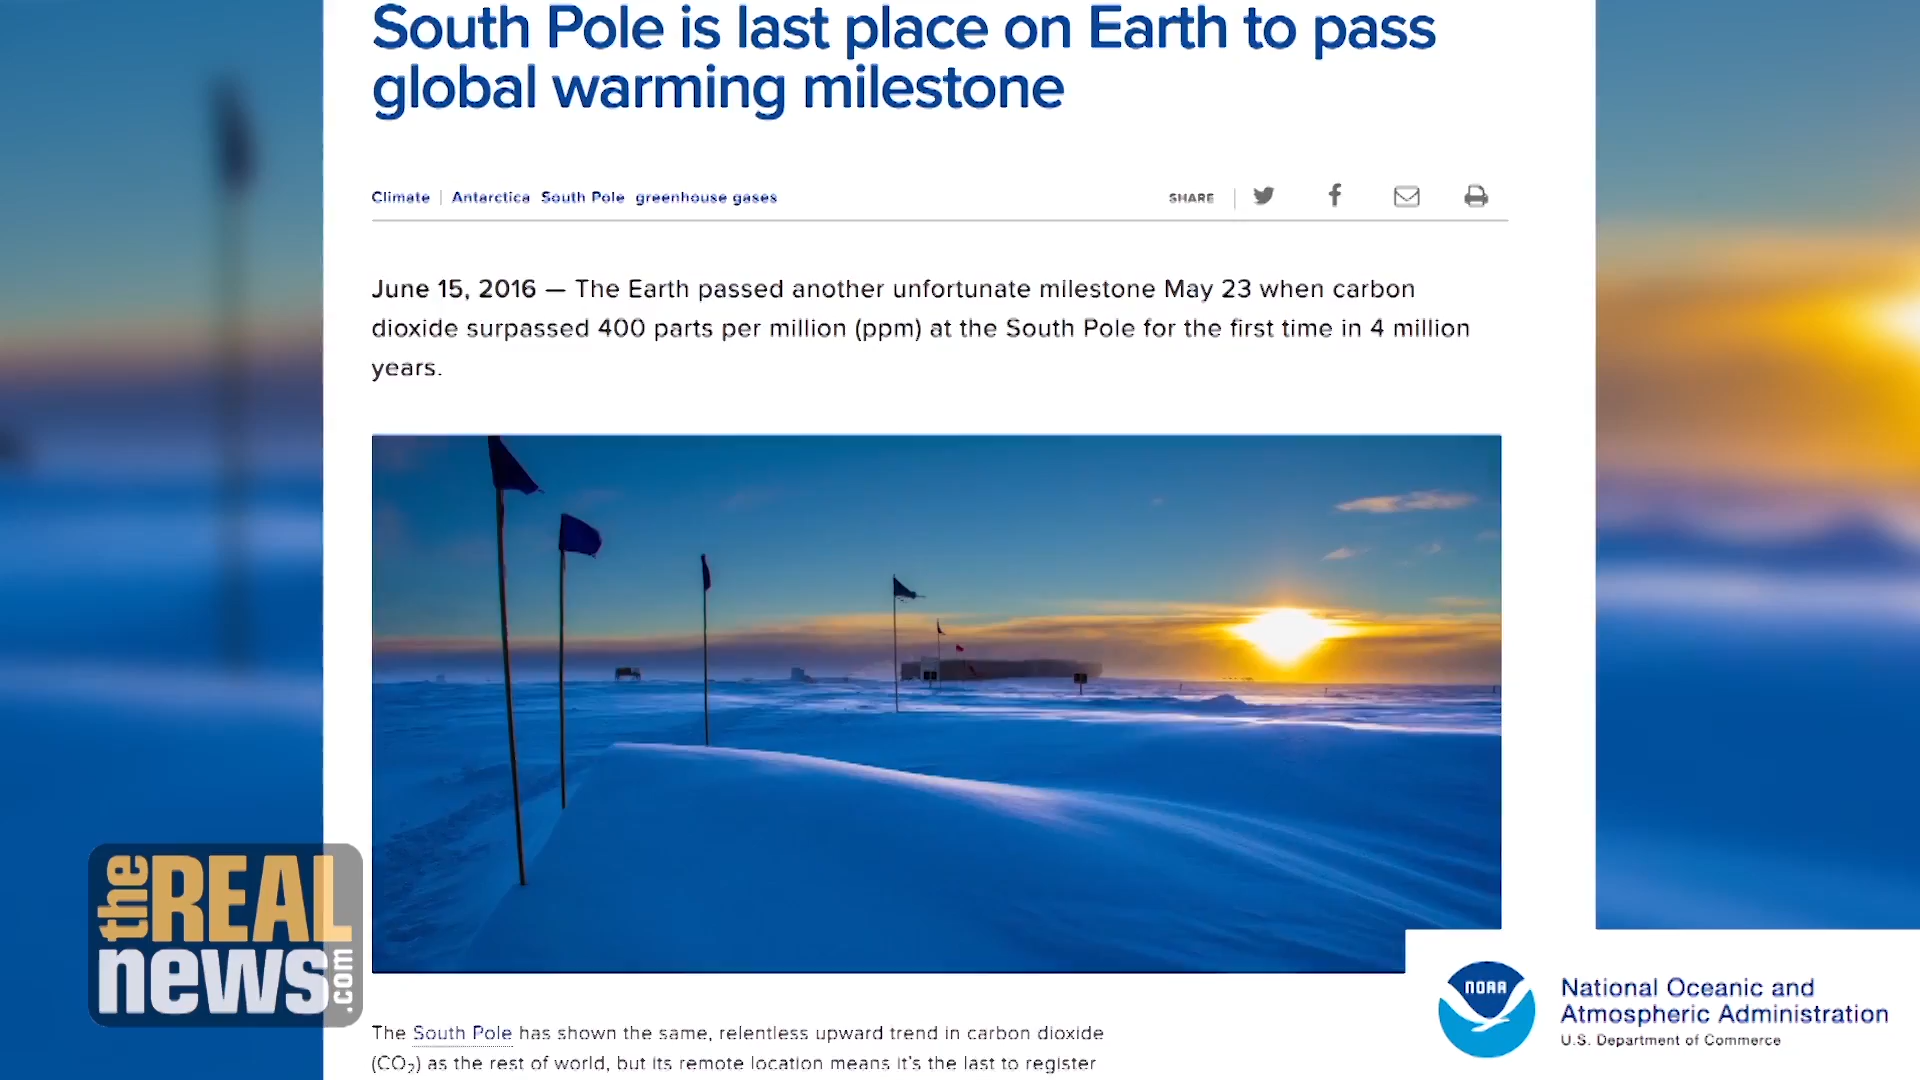 South Pole is last place on Earth to pass
global warming milestone
Climate | Antarctica South Pole greenhouse gases
SHARE |
June 15, 2016 — The Earth passed another unfortunate milestone May 23 when carbon
dioxide surpassed 400 parts per million (ppm) at the South Pole for the first time in 4 million
years.
the REAL
news.com
The South Pole has shown the same, relentless upward trend in carbon dioxide
(CO₂) as the rest of world, but its remote location means it's the last to register
NOAA
National Oceanic and
Atmospheric Administration
U.S. Department of Commerce